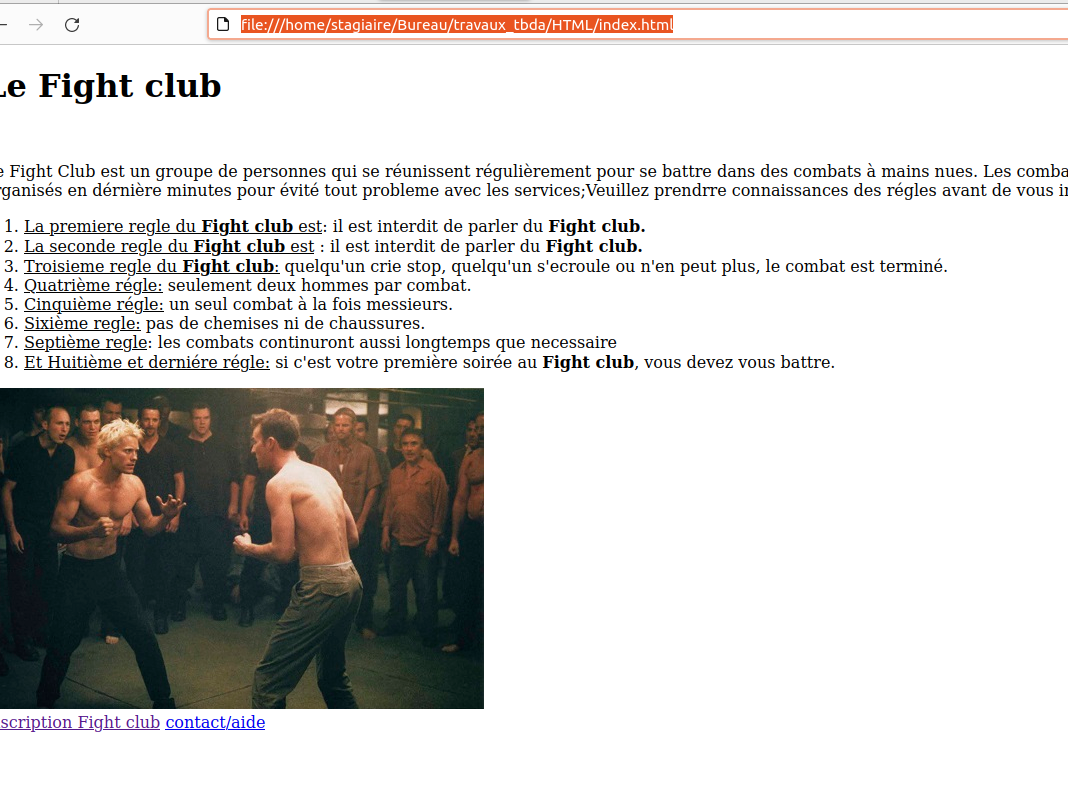 file:///home/stagiaire/Bureau/travaux_tbda/HTML/index.html
Le Fight club
e Fight Club est un groupe de personnes qui se réunissent régulièrement pour se battre dans des combats à mains nues. Les comba
rganisés en dérnière minutes pour évité tout probleme avec les services;Veuillez prendrre connaissances des régles avant de vous i
1. La premiere regle du Fight club est: il est interdit de parler du Fight club.
2. La seconde regle du Fight club est : il est interdit de parler du Fight club.
3. Troisieme regle du Fight club: quelqu'un crie stop, quelqu'un s'ecroule ou n'en peut plus, le combat est terminé.
4. Quatrième régle: seulement deux hommes par combat.
5. Cinquième régle: un seul combat à la fois messieurs.
6. Sixième regle: pas de chemises ni de chaussures.
7. Septième regle: les combats continuront aussi longtemps que necessaire
8. Et Huitième et derniére régle: si c'est votre première soirée au Fight club, vous devez vous battre.
scription Fight club contact/aide